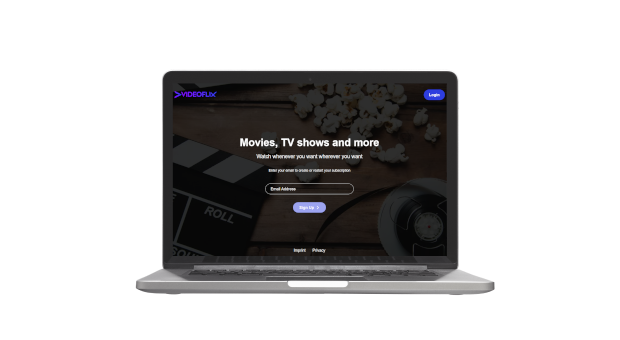 VIDEOFLIX
Login
Movies, TV shows and more
Watch whenever you want wherever you want
Enter your email to create or restart your subscription
Email Address
Sign Up >
ROLL
Imprint Privacy